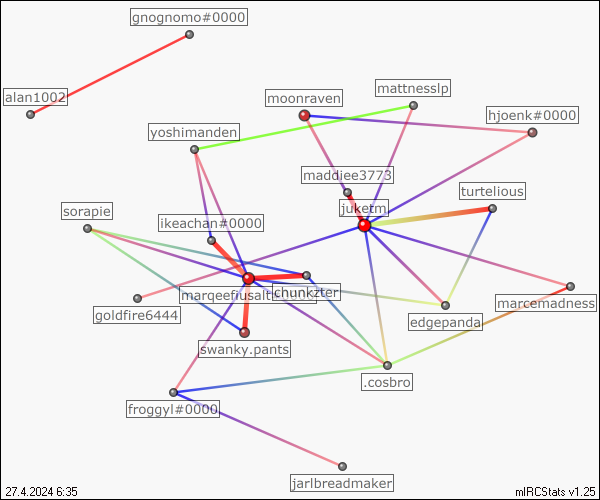 gnognomo#0000
alan1002
mattnesslp
moonraven
hjoenk#0000
yoshimanden
maddiee3773
turtelious
sorapie
juketm
ikeachan#0000
chunkzter
marcemadness
goldfire6444
edgepanda
swanky.pants
.cosbro
froggyl#0000
jarlbreadmaker
27.4.2024 6:35
mIRCStats v1.25